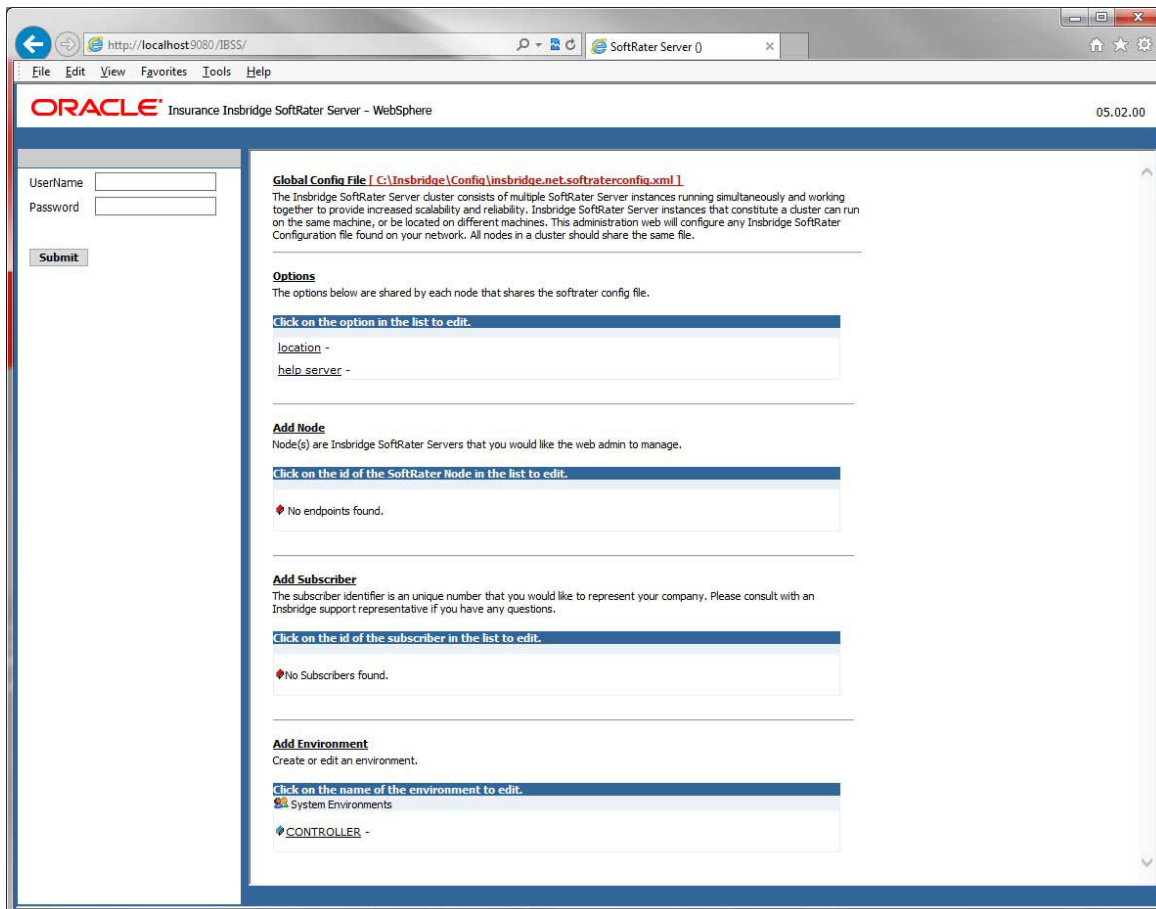 http://localhost:9080/IBSS/
SoftRater Server ()
File Edit View Favorites Tools Help
ORACLE Insurance Insbridge SoftRater Server - WebSphere
05.02.00
UserName
Password
Submit
Global Config File [ C:\Insbridge\Config\insbridge.net.softraterconfig.xml ]
The Insbridge SoftRater Server cluster consists of multiple SoftRater Server instances running simultaneously and working
together to provide increased scalability and reliability. Insbridge SoftRater Server instances that constitute a cluster can run
on the same machine, or be located on different machines. This administration web will configure any Insbridge SoftRater
Configuration file found on your network. All nodes in a cluster should share the same file.
Options
The options below are shared by each node that shares the softrater config file.
Click on the option in the list to edit.
location -
help server -
Add Node
Node(s) are Insbridge SoftRater Servers that you would like the web admin to manage.
Click on the id of the SoftRater Node in the list to edit.
No endpoints found.
Add Subscriber
The subscriber identifier is an unique number that you would like to represent your company. Please consult with an
Insbridge support representative if you have any questions.
Click on the id of the subscriber in the list to edit.
No Subscribers found.
Add Environment
Create or edit an environment.
Click on the name of the environment to edit.
System Environments
CONTROLLER -